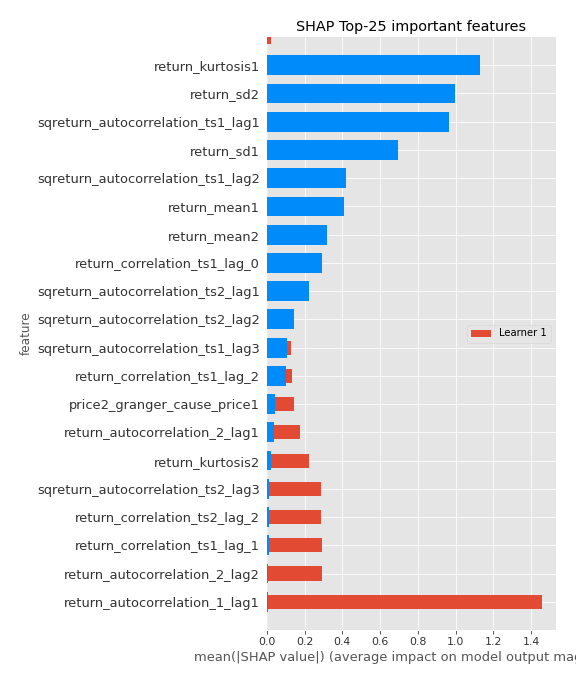 SHAP Top-25 important features
return_kurtosis1
return_sd2
sqreturn_autocorrelation_ts1_lag1
return_sd1
sqreturn_autocorrelation_ts1_lag2
return_mean1
return_mean2
return_correlation_ts1_lag_0
sqreturn_autocorrelation_ts2_lag1
sqreturn_autocorrelation_ts2_lag2
sqreturn_autocorrelation_ts1_lag3
return_correlation_ts1_lag_2
price2_granger_cause_price1
return_autocorrelation_2_lag1
return_kurtosis2
sqreturn_autocorrelation_ts2_lag3
return_correlation_ts2_lag_2
return_correlation_ts1_lag_1
return_autocorrelation_2_lag2
return_autocorrelation_1_lag1
feature
Learner 1
0.0 0.2 0.4 0.6 0.8 1.0 1.2 1.4
mean(|SHAP value|) (average impact on model output mag